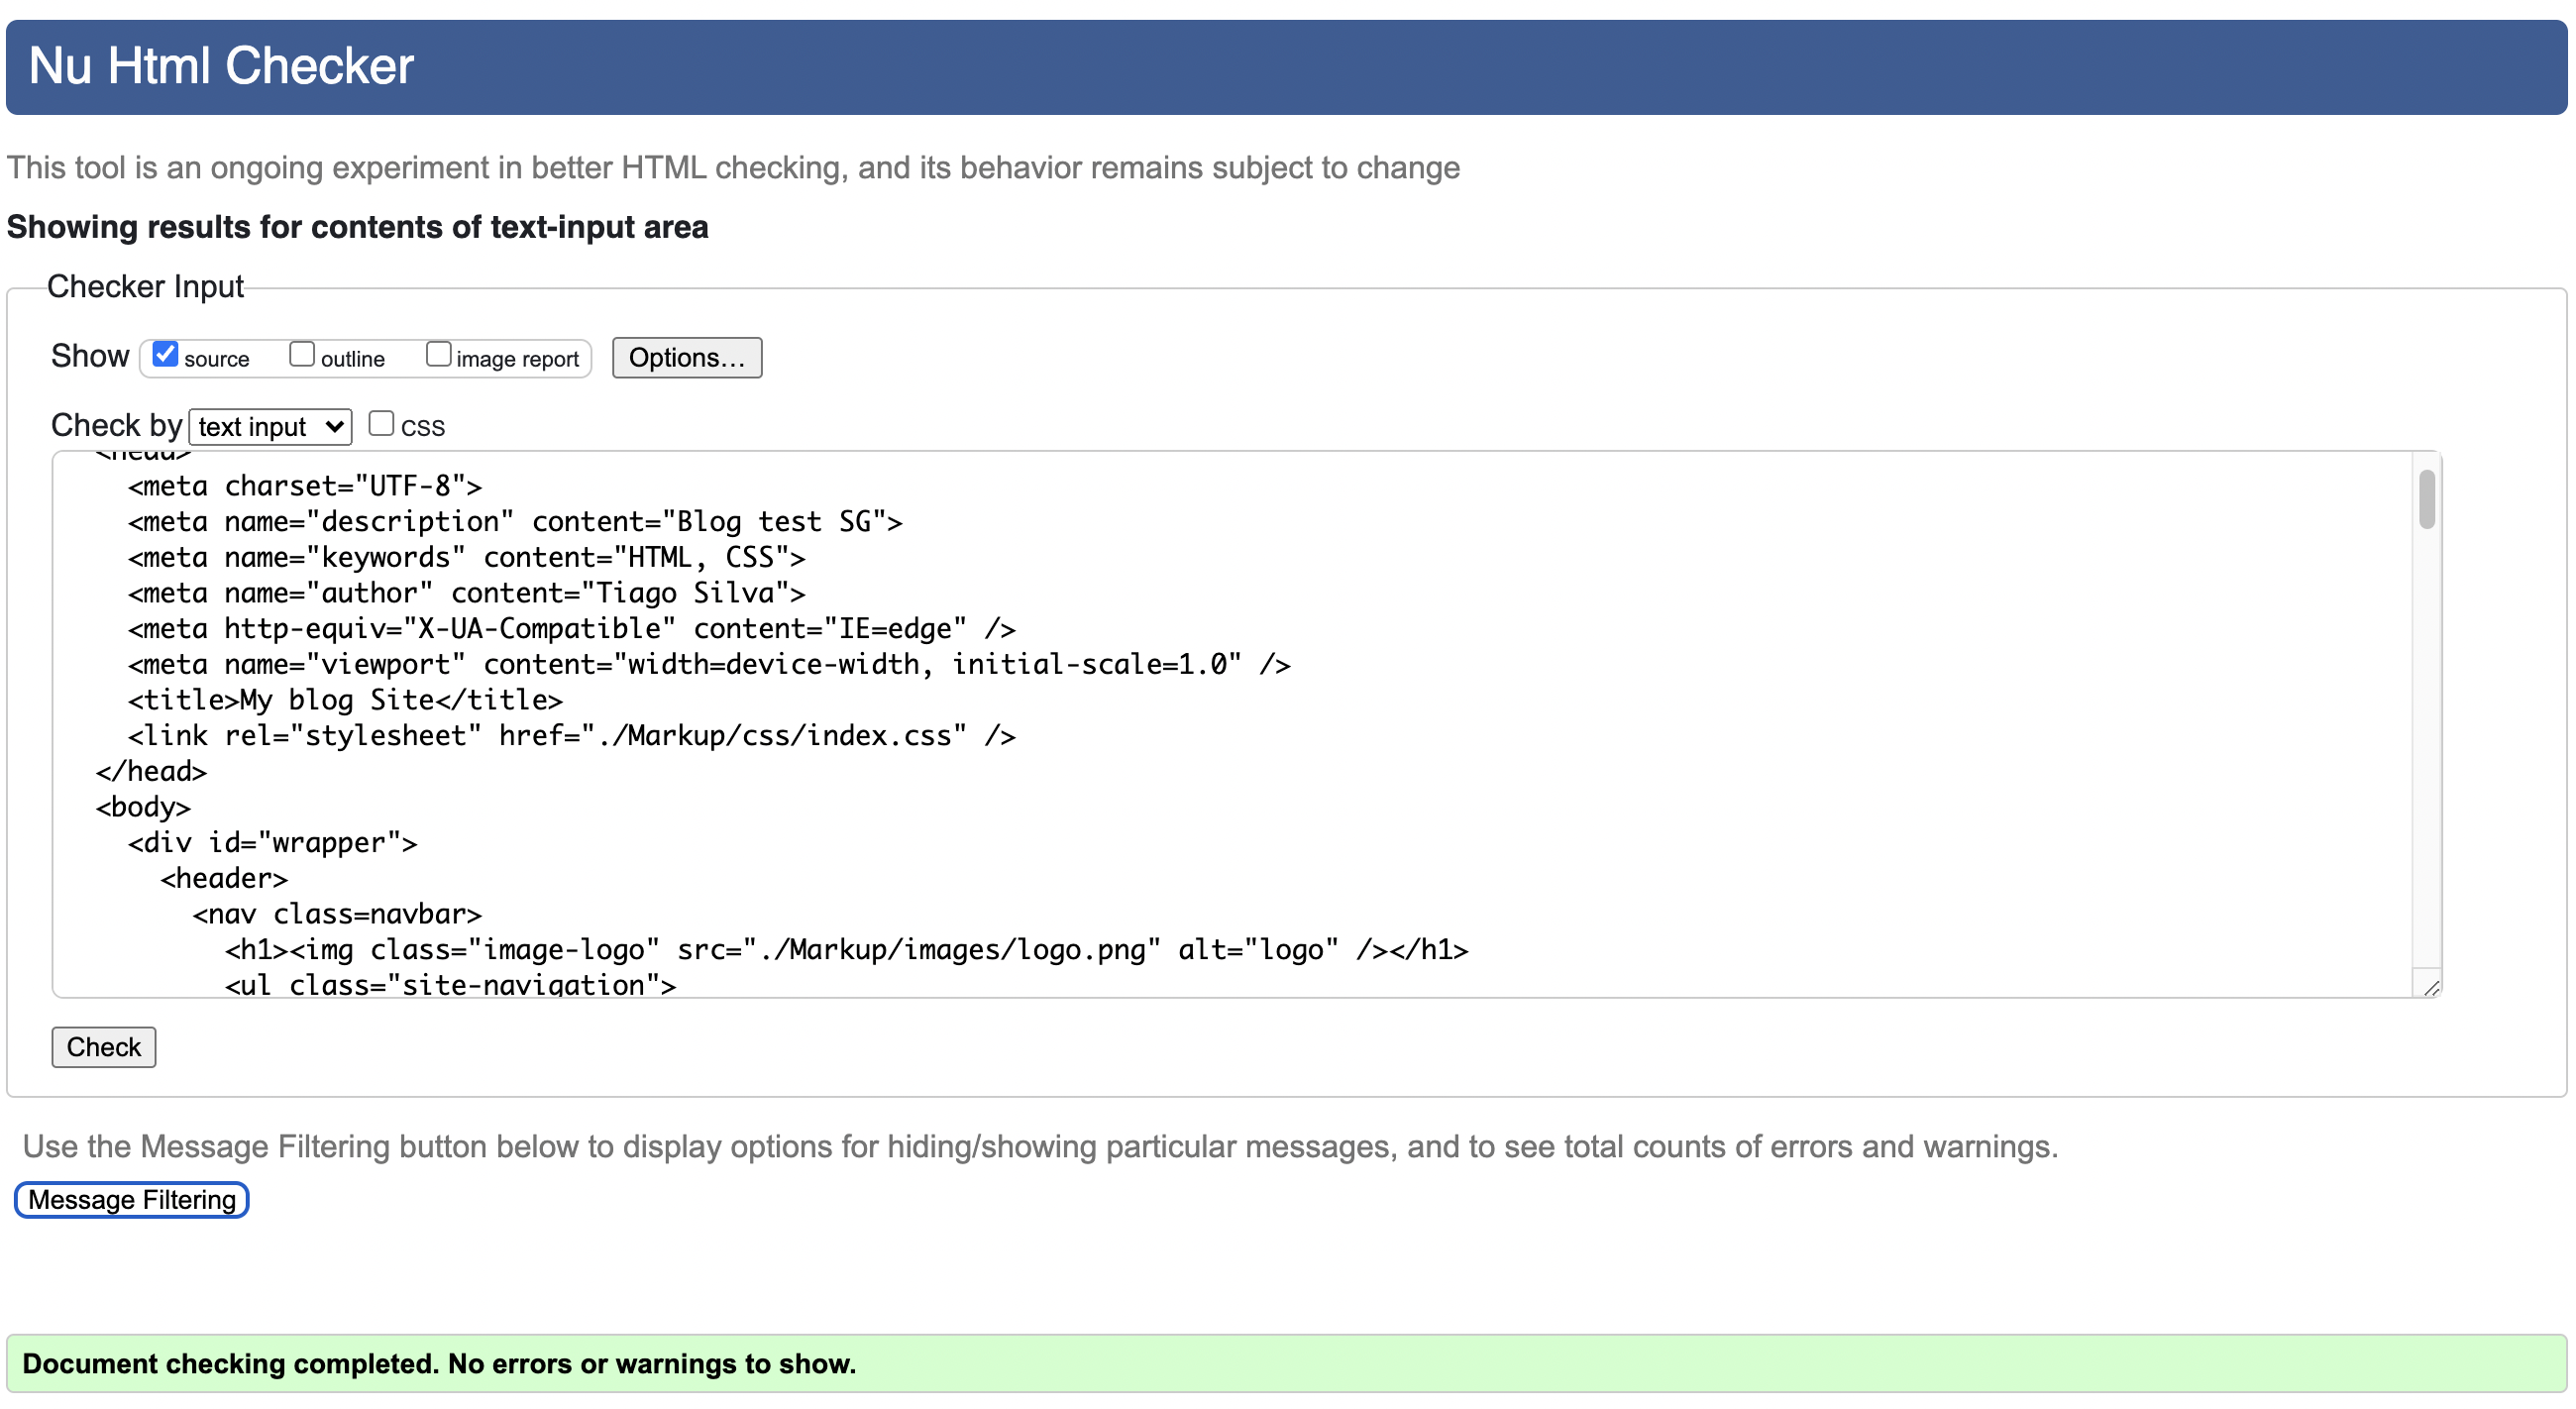 Nu Html Checker
This tool is an ongoing experiment in better HTML checking, and its behavior remains subject to change
Showing results for contents of text-input area
Checker Input
Show source outline image report Options...
Check by text input CSS
<head>
<meta charset="UTF-8">
<meta name="description" content="Blog test SG">
<meta name="keywords" content="HTML, CSS">
<meta name="author" content="Tiago Silva">
<meta http-equiv="X-UA-Compatible" content="IE=edge" />
<meta name="viewport" content="width=device-width, initial-scale=1.0" />
<title>My blog Site</title>
<link rel="stylesheet" href="./Markup/css/index.css" />
</head>
<body>
<div id="wrapper">
<header>
<nav class=navbar>
<h1><img class="image-logo" src="./Markup/images/logo.png" alt="logo" /></h1>
<ul class="site-navigation">
Check
Use the Message Filtering button below to display options for hiding/showing particular messages, and to see total counts of errors and warnings.
Message Filtering
Document checking completed. No errors or warnings to show.